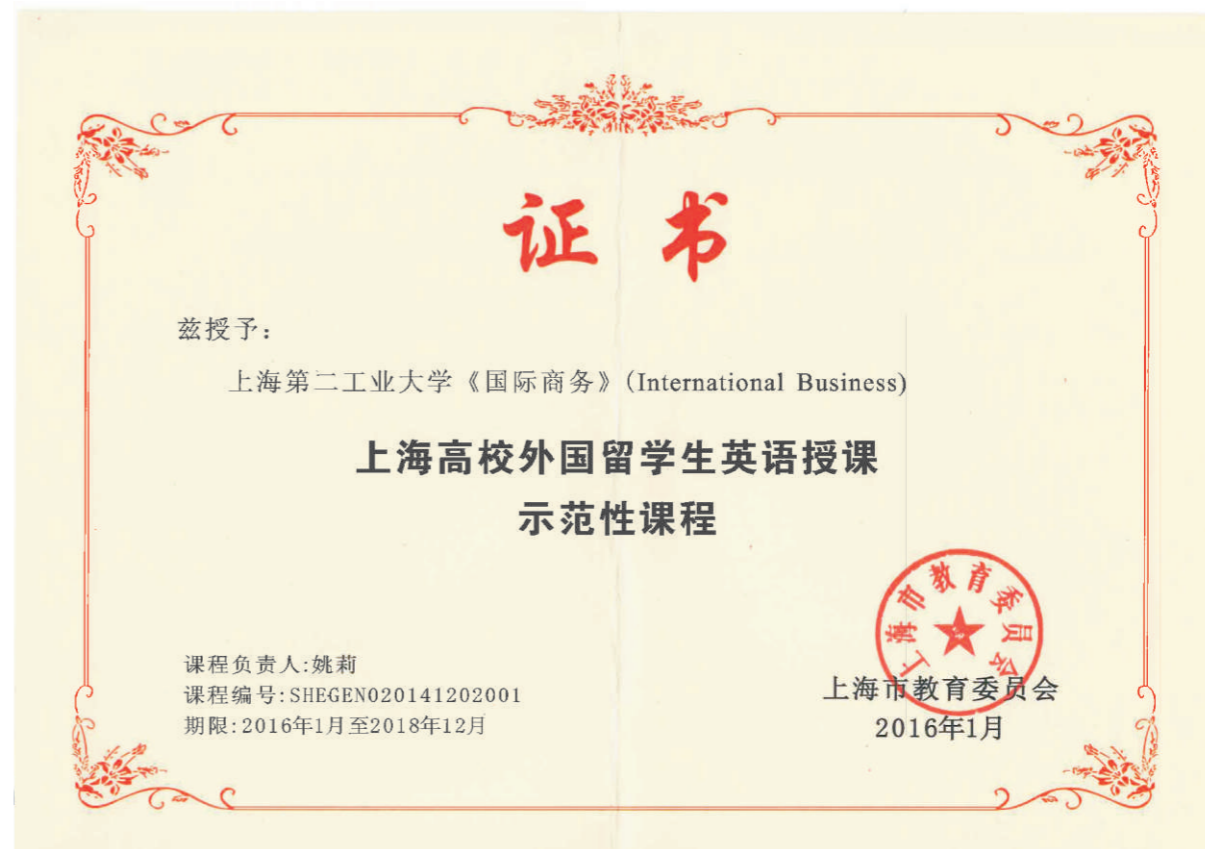 证书
兹授予：
上海第二工业大学《国际商务》(International Business)
上海高校外国留学生英语授课
示范性课程
上海市教育委员会
课程负责人:姚莉
课程编号:SHEGEN020141202001
期限:2016年1月至2018年12月
上海市教育委员会
2016年1月